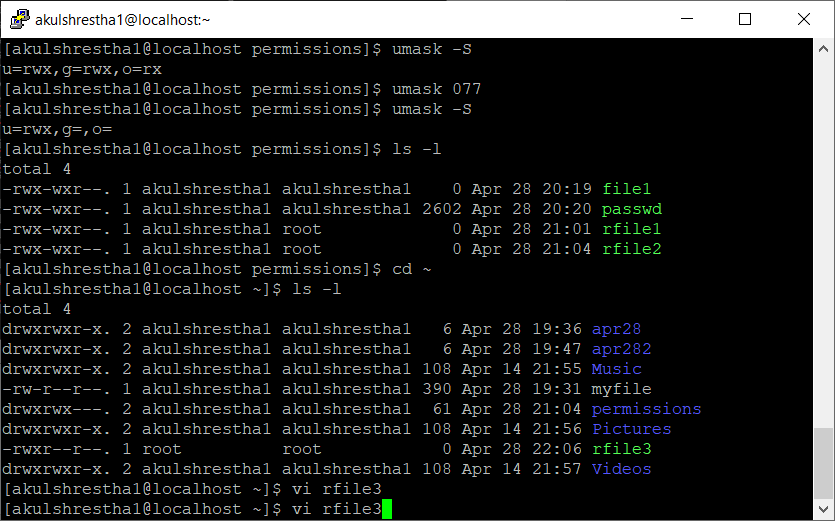 akulshrestha1@localhost:~
[akulshrestha1@localhost permissions]$ umask -S
u=rwx,g=rwx,o=rx
[akulshrestha1@localhost permissions]$ umask 077
[akulshrestha1@localhost permissions]$ umask -S
u=rwx,g=,o=
[akulshrestha1@localhost permissions]$ ls -l
total 4
-rwx-wxr--. 1 akulshrestha1 akulshrestha1    0 Apr 28 20:19 file1
-rwx-wxr--. 1 akulshrestha1 akulshrestha1 2602 Apr 28 20:20 passwd
-rwx-wxr--. 1 akulshrestha1 root             0 Apr 28 21:01 rfile1
-rwx-wxr--. 1 akulshrestha1 root             0 Apr 28 21:04 rfile2
[akulshrestha1@localhost permissions]$ cd ~
[akulshrestha1@localhost ~]$ ls -l
total 4
drwxrwxr-x. 2 akulshrestha1 akulshrestha1   6 Apr 28 19:36 apr28
drwxrwxr-x. 2 akulshrestha1 akulshrestha1   6 Apr 28 19:47 apr282
drwxrwxr-x. 2 akulshrestha1 akulshrestha1 108 Apr 14 21:55 Music
-rw-r--r--. 1 akulshrestha1 akulshrestha1 390 Apr 28 19:31 myfile
drwxrwx---. 2 akulshrestha1 akulshrestha1  61 Apr 28 21:04 permissions
drwxrwxr-x. 2 akulshrestha1 akulshrestha1 108 Apr 14 21:56 Pictures
-rwxr--r--. 1 root          root            0 Apr 28 22:06 rfile3
drwxrwxr-x. 2 akulshrestha1 akulshrestha1 108 Apr 14 21:57 Videos
[akulshrestha1@localhost ~]$ vi rfile3
[akulshrestha1@localhost ~]$ vi rfile3